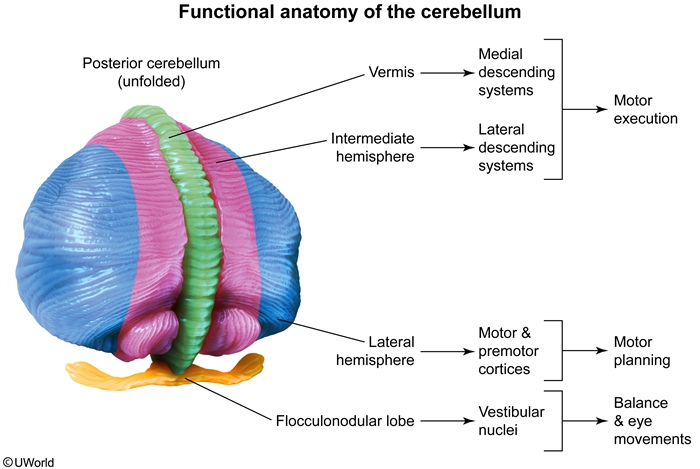 Functional anatomy of the cerebellum
Posterior cerebellum
(unfolded)
Vermis
Medial
descending
systems
Intermediate
hemisphere
Lateral
descending
systems
Motor
execution
Lateral
hemisphere
Motor &
premotor
cortices
Motor
planning
Flocculonodular lobe
Vestibular
nuclei
Balance
& eye
movements
©UWorld